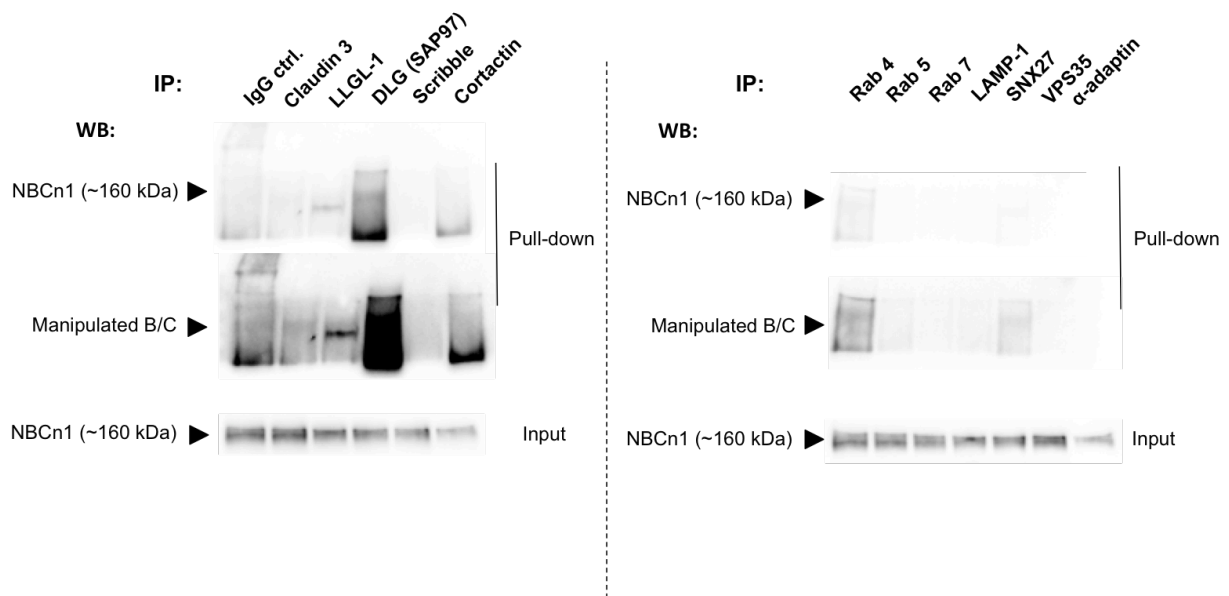 IP:
IgG ctrl.
Claudin 3
LLGL-1
DLG (SAP97)
Scribble
Cortactin
WB:
NBCn1 (~160 kDa)
Pull-down
Manipulated B/C
NBCn1 (~160 kDa)
Input
IP:
Rab 4
Rab 5
Rab 7
LAMP-1
SNX27
VPS35
α-adaptin
WB:
NBCn1 (~160 kDa)
Pull-down
Manipulated B/C
NBCn1 (~160 kDa)
Input